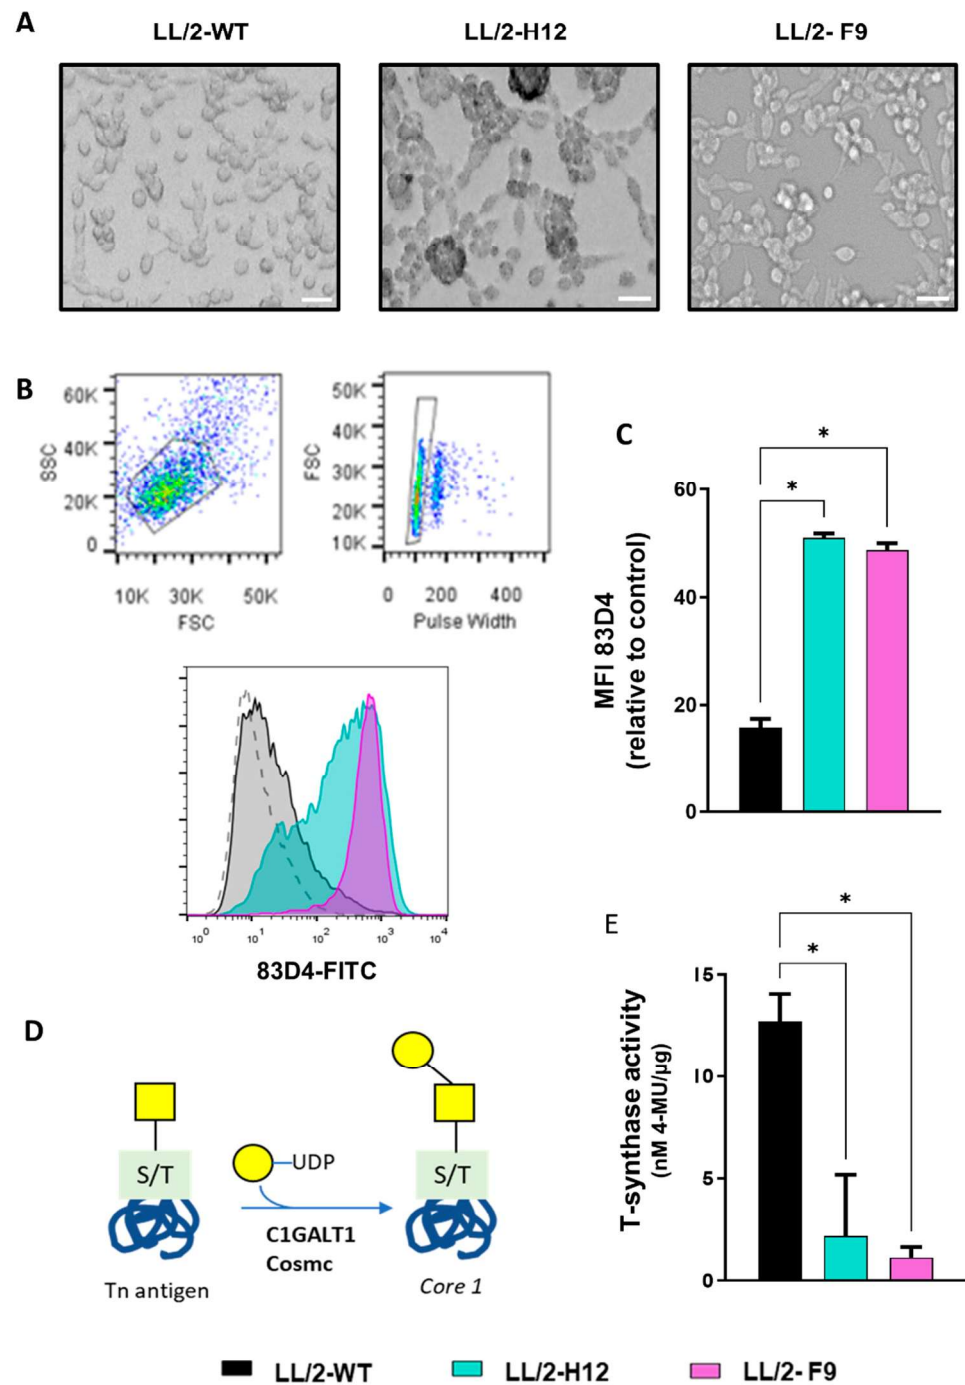 A
LL/2-WT
LL/2-H12
LL/2- F9
B
60K
40K
20K
0
SSC
10K 30K 50K
FSC
50K
40K
30K
20K
10K
FSC
0 200 400
Pulse Width
10⁰ 10¹ 10² 10³ 10⁴
83D4-FITC
C
*
*
60
40
20
0
MFI 83D4
(relative to control)
D
S/T
UDP
S/T
C1GALT1
Cosmc
Tn antigen
Core 1
E
*
*
15
10
5
0
T-synthase activity
(nM 4-MU/μg)
LL/2-WT
LL/2-H12
LL/2- F9